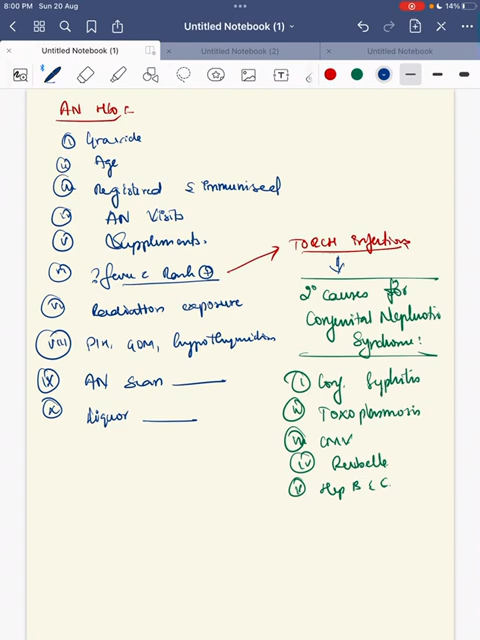 8:00 PM Sun 20 Aug
14%
Untitled Notebook (1)
Untitled Notebook (1)
Untitled Notebook (2)
Untitled Notebook
AN H/o
i Gravide
ii Age
iii Registered & immunised
iv AN Visits
v Supplements.
vi ? fever c Rash +
vii Radiation exposure
viii PIH, GDM, hypothyroidism
ix AN Scan
x Liquor
TORCH infections
2° Causes for
Congenital Nephrotic
Syndrome:
i Cong. Syphilis
ii Toxoplasmosis
iii CMV
iv Rubella
v Hep B & C